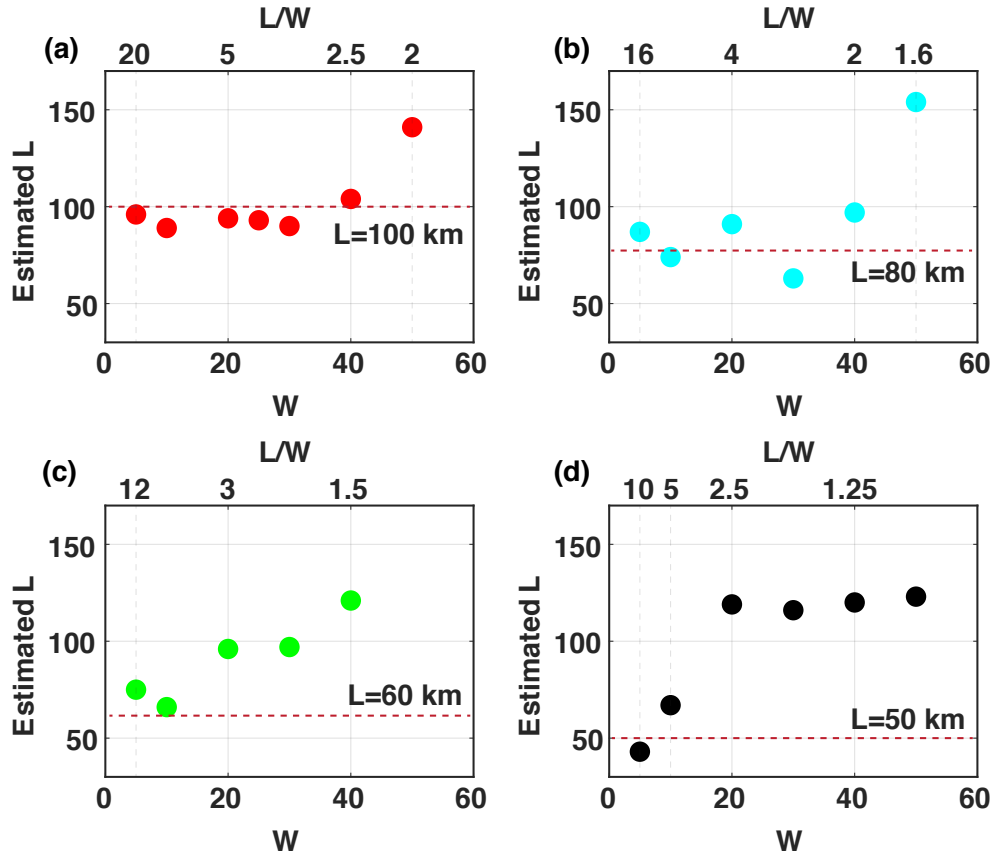 L/W
(a)
20 5 2.5 2
Estimated L
150
100
50
L=100 km
0 20 40 60
W
L/W
(b)
16 4 2 1.6
Estimated L
150
100
50
L=80 km
0 20 40 60
W
L/W
(c)
12 3 1.5
Estimated L
150
100
50
L=60 km
0 20 40 60
W
L/W
(d)
10 5 2.5 1.25
Estimated L
150
100
50
L=50 km
0 20 40 60
W